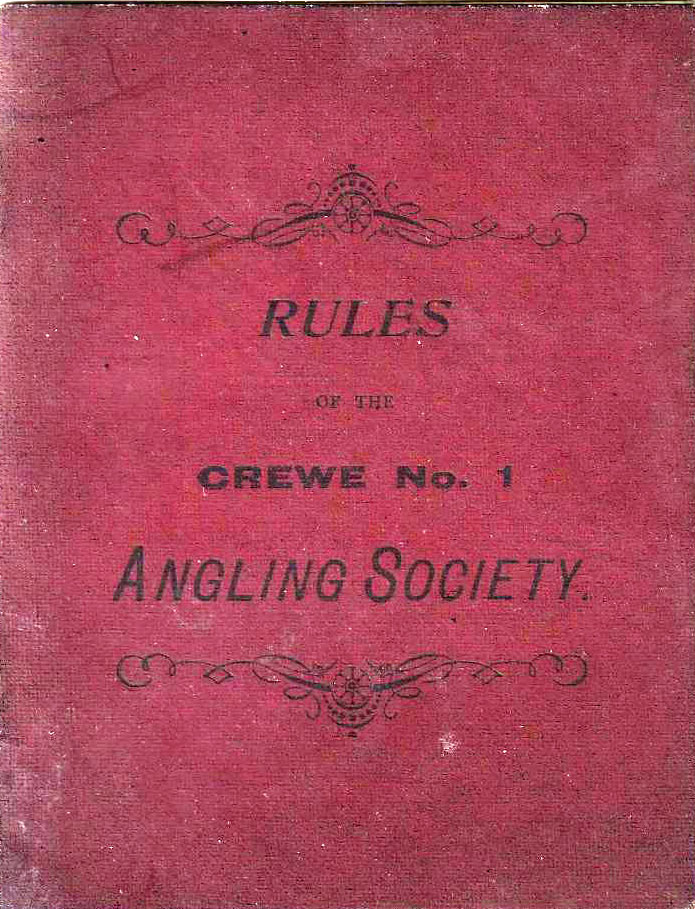 RULES
OF THE
CREWE No. 1
ANGLING SOCIETY.